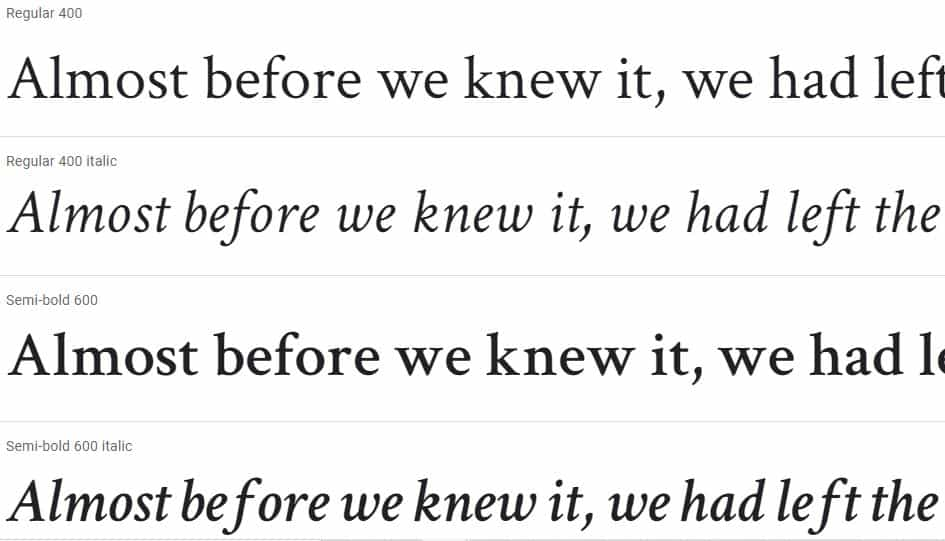 Regular 400
Almost before we knew it, we had left
Regular 400 italic
Almost before we knew it, we had left the
Semi-bold 600
Almost before we knew it, we had le
Semi-bold 600 italic
Almost before we knew it, we had left the